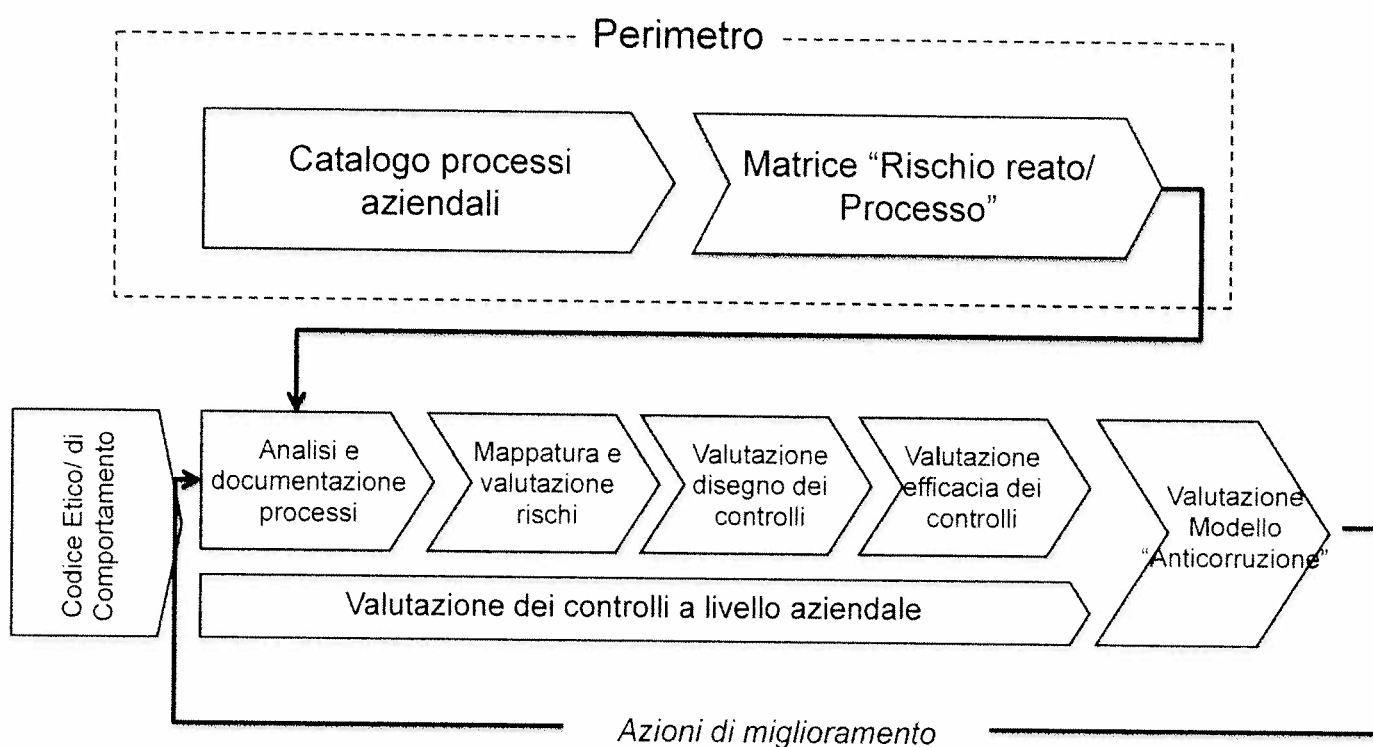 Perimetro
Catalogo processi
aziendali
Matrice “Rischio reato/
Processo”
Codice Etico/ di
Comportamento
Analisi e
documentazione
processi
Mappatura e
valutazione
rischi
Valutazione
disegno dei
controlli
Valutazione
efficacia dei
controlli
Valutazione
Modello
“Anticorruzione”
Valutazione dei controlli a livello aziendale
Azioni di miglioramento